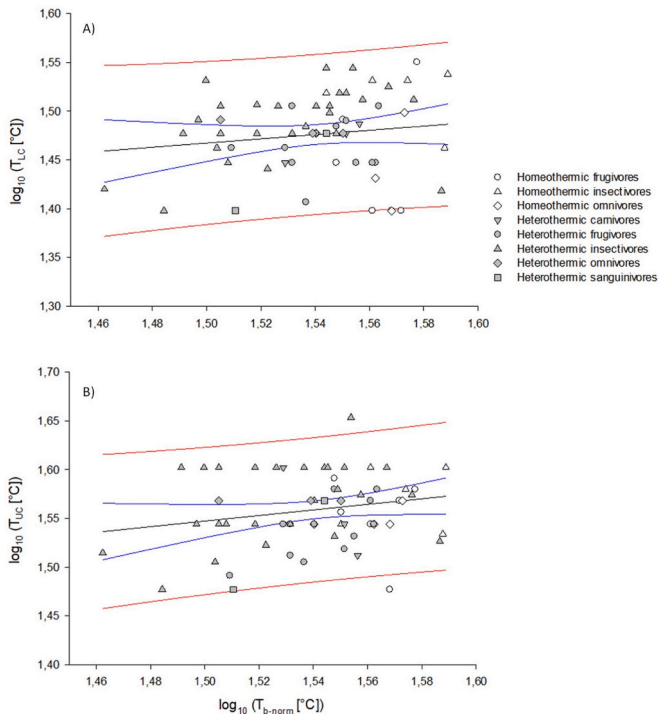 A)
log10 (TLC [°C])
1,60
1,55
1,50
1,45
1,40
1,35
1,30
1,46 1,48 1,50 1,52 1,54 1,56 1,58 1,60
Homeothermic frugivores
Homeothermic insectivores
Homeothermic omnivores
Heterothermic carnivores
Heterothermic frugivores
Heterothermic insectivores
Heterothermic omnivores
Heterothermic sanguinivores
B)
log10 (TUC [°C])
1,70
1,65
1,60
1,55
1,50
1,45
1,40
1,46 1,48 1,50 1,52 1,54 1,56 1,58 1,60
log10 (Tb-norm [°C])